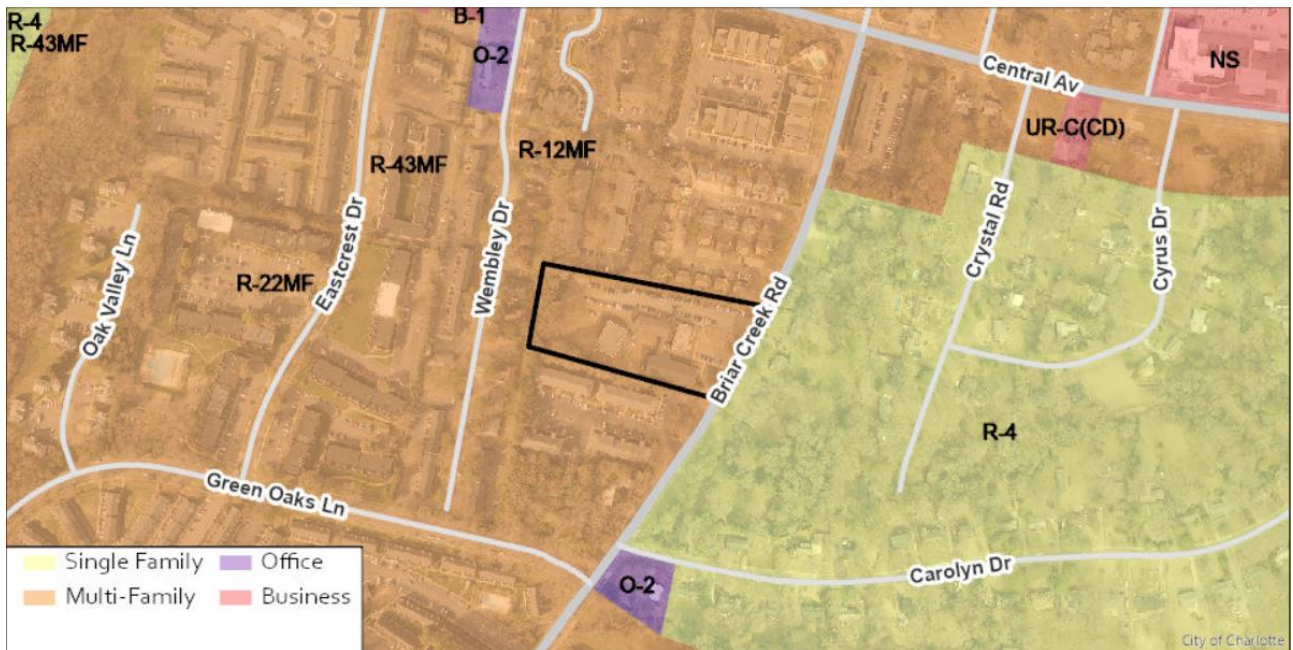 R-4
R-43MF
B-1
O-2
NS
Central Av
UR-C(CD)
R-12MF
R-43MF
Crystal Rd
Cyrus Dr
Wembley Dr
Eastcrest Dr
R-22MF
Oak Valley Ln
Briar Creek Rd
R-4
Green Oaks Ln
Carolyn Dr
O-2
Single Family
Office
Multi-Family
Business
City of Charlotte